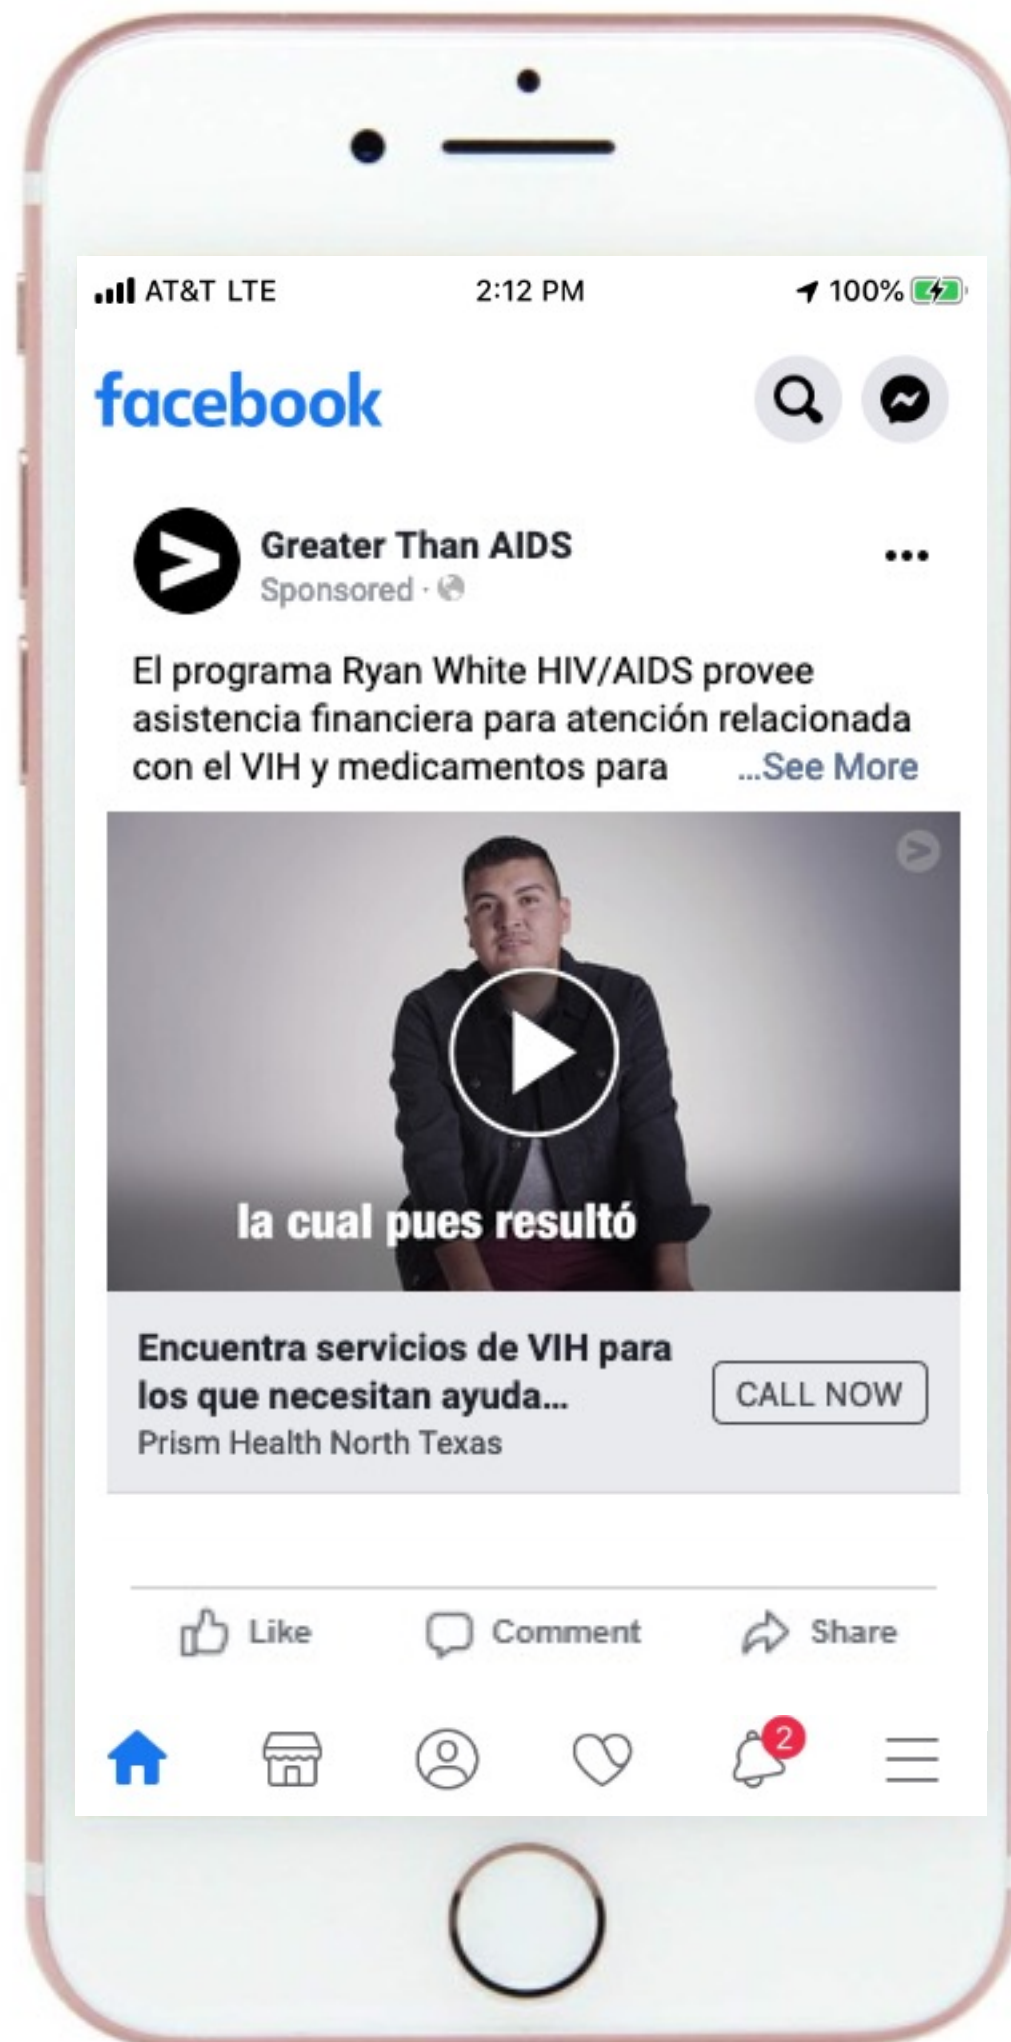 AT&T LTE 2:12 PM 100%
facebook
Greater Than AIDS
Sponsored ·
El programa Ryan White HIV/AIDS provee
asistencia financiera para atención relacionada
con el VIH y medicamentos para ...See More
la cual pues resultó
Encuentra servicios de VIH para
los que necesitan ayuda...
Prism Health North Texas
CALL NOW
Like Comment Share
2